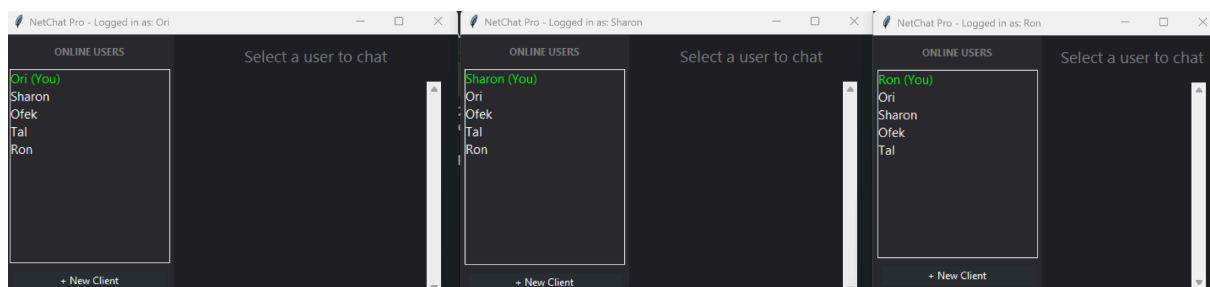 NetChat Pro - Logged in as: Ori
ONLINE USERS
Select a user to chat
Ori (You)
Sharon
Ofek
Tal
Ron
+ New Client
NetChat Pro - Logged in as: Sharon
ONLINE USERS
Select a user to chat
Sharon (You)
Ori
Ofek
Tal
Ron
+ New Client
NetChat Pro - Logged in as: Ron
ONLINE USERS
Select a user to chat
Ron (You)
Ori
Sharon
Ofek
Tal
+ New Client